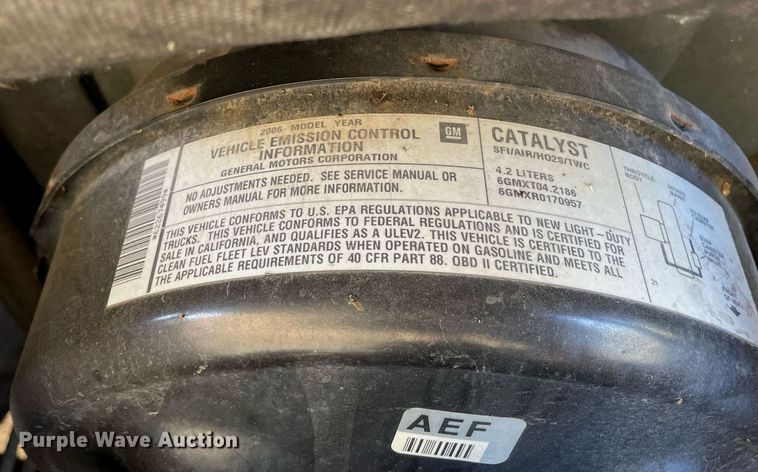 2006 MODEL YEAR
VEHICLE EMISSION CONTROL
INFORMATION
GENERAL MOTORS CORPORATION
GM
NO ADJUSTMENTS NEEDED. SEE SERVICE MANUAL OR
OWNERS MANUAL FOR MORE INFORMATION.
CATALYST
SFI/AIR/HO2S/TWC
4.2 LITERS
6GMXT04.2186
6GMXR0170957
THIS VEHICLE CONFORMS TO U.S. EPA REGULATIONS APPLICABLE TO NEW LIGHT-DUTY
TRUCKS. THIS VEHICLE CONFORMS TO FEDERAL REGULATIONS AND IS CERTIFIED FOR
SALE IN CALIFORNIA, AND QUALIFIES AS A ULEV2. THIS VEHICLE IS CERTIFIED TO THE
CLEAN FUEL FLEET LEV STANDARDS WHEN OPERATED ON GASOLINE AND MEETS ALL
THE APPLICABLE REQUIREMENTS OF 40 CFR PART 88. OBD II CERTIFIED.
THROTTLE
BODY
21
AEF
Purple Wave Auction